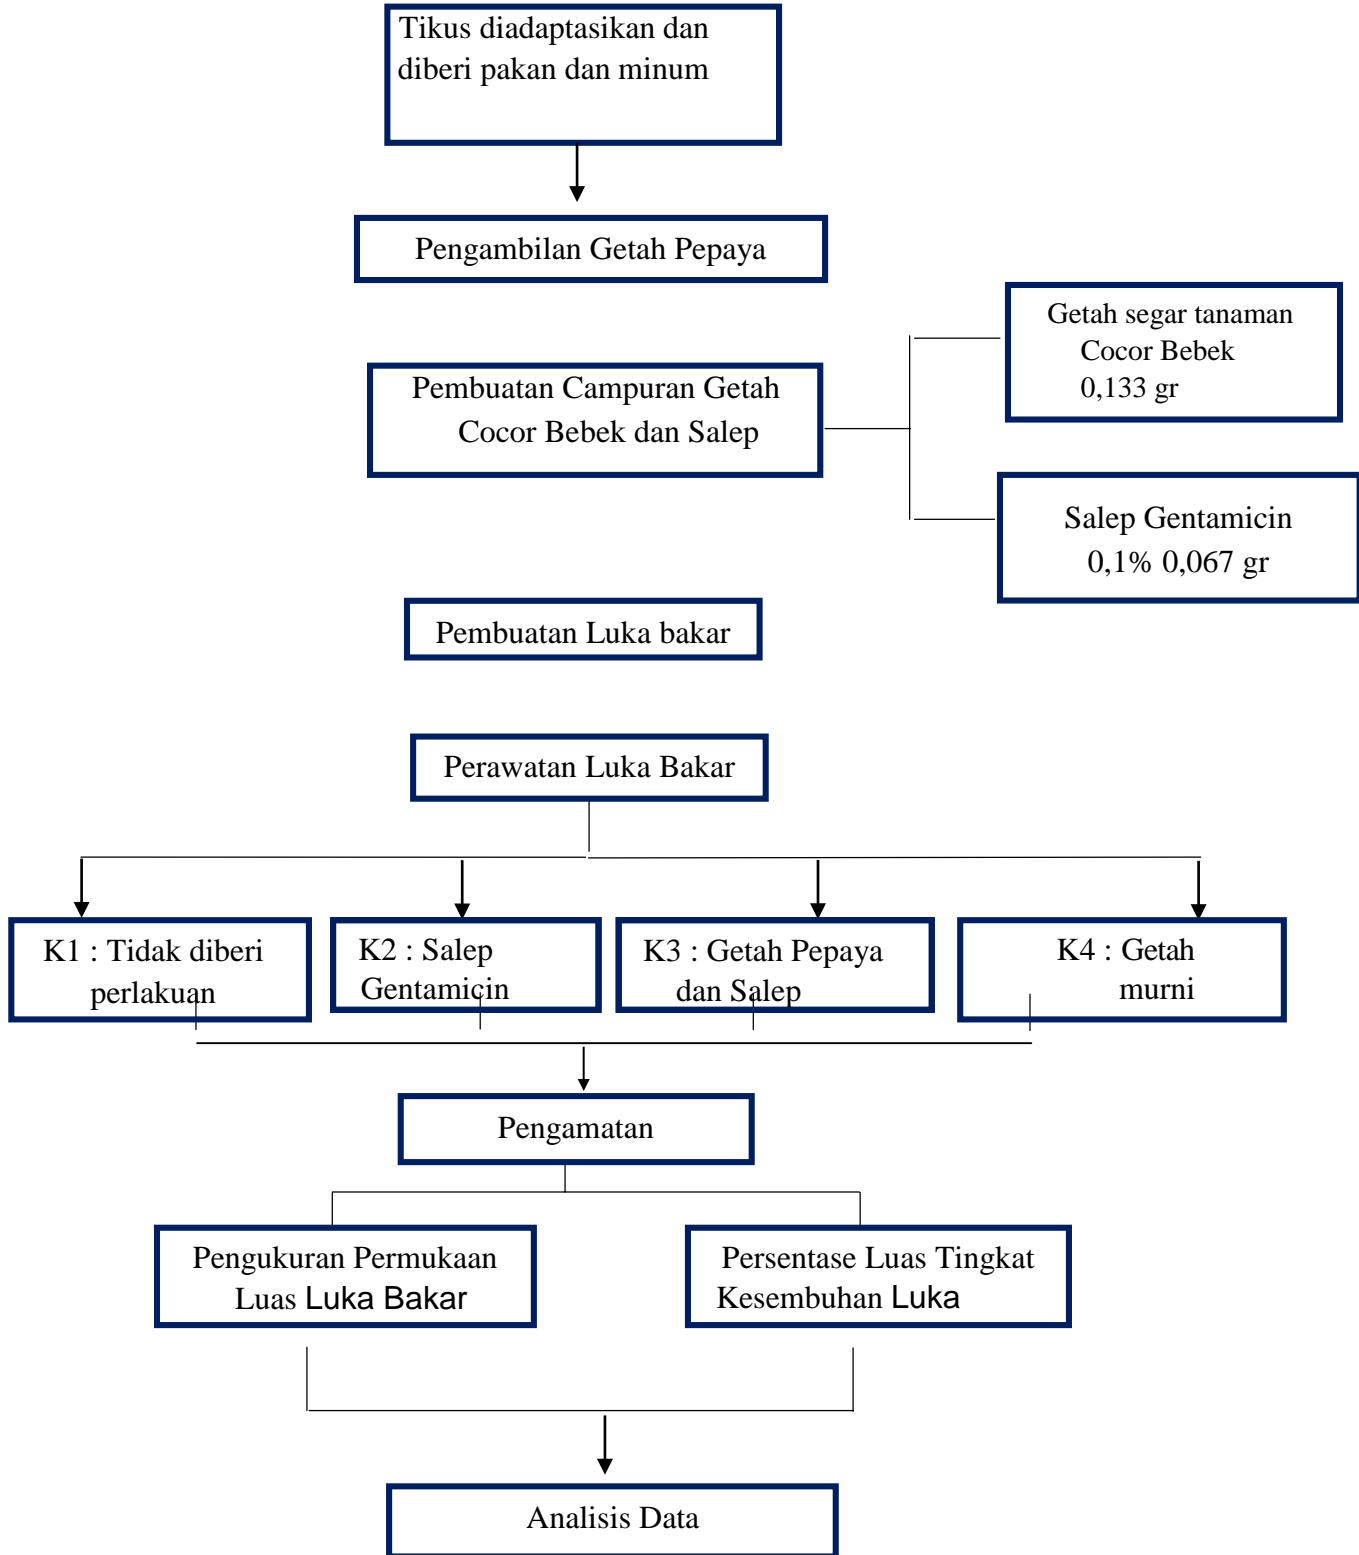 Tikus diadaptasikan dan
diberi pakan dan minum
Pengambilan Getah Pepaya
Getah segar tanaman
Cocor Bebek
0,133 gr
Pembuatan Campuran Getah
Cocor Bebek dan Salep
Salep Gentamicin
0,1% 0,067 gr
Pembuatan Luka bakar
Perawatan Luka Bakar
K1 : Tidak diberi
perlakuan
K2 : Salep
Gentamicin
K3 : Getah Pepaya
dan Salep
K4 : Getah
murni
Pengamatan
Pengukuran Permukaan
Luas Luka Bakar
Persentase Luas Tingkat
Kesembuhan Luka
Analisis Data